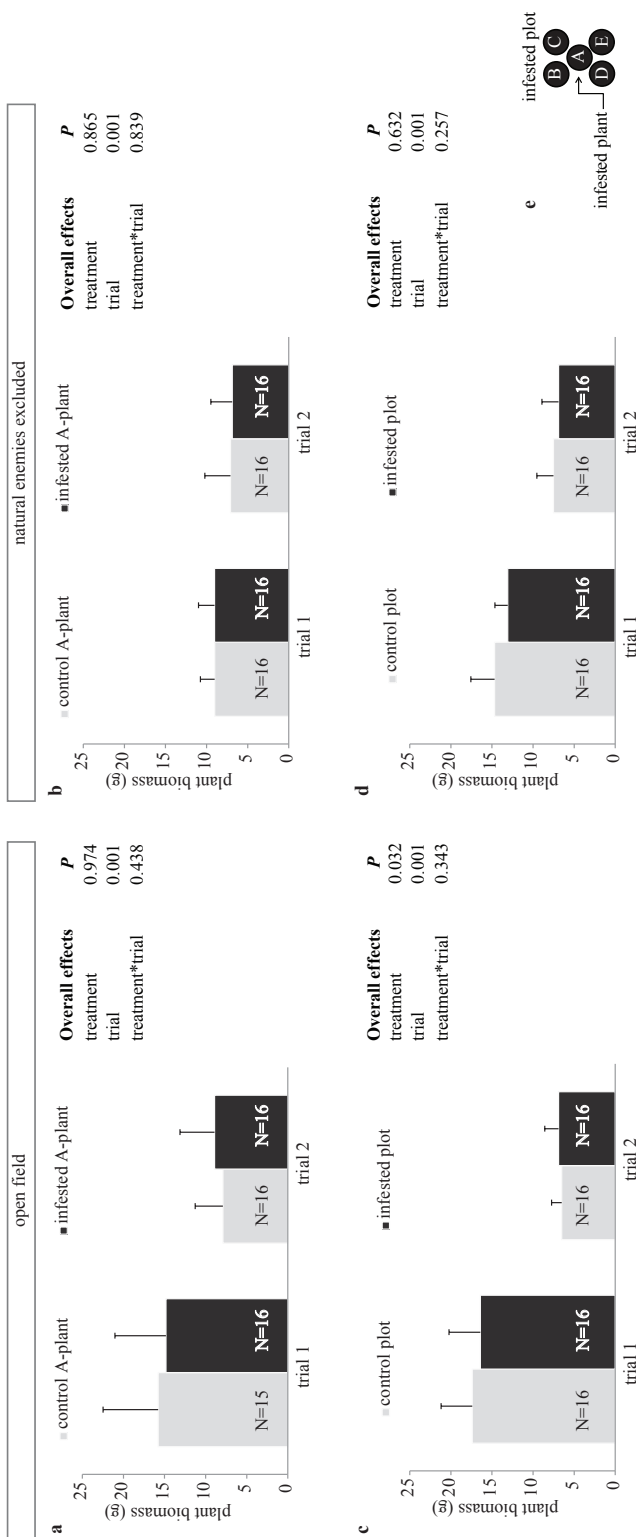 open field
natural enemies excluded
a
control A-plant infested A-plant
plant biomass (g)
25
20
15
10
5
0
N=15 N=16 N=16 N=16
trial 1 trial 2
Overall effects P
treatment 0.974
trial 0.001
treatment*trial 0.438
b
control A-plant infested A-plant
plant biomass (g)
25
20
15
10
5
0
N=16 N=16 N=16 N=16
trial 1 trial 2
Overall effects P
treatment 0.865
trial 0.001
treatment*trial 0.839
c
control plot infested plot
plant biomass (g)
25
20
15
10
5
0
N=16 N=16 N=16 N=16
trial 1 trial 2
Overall effects P
treatment 0.032
trial 0.001
treatment*trial 0.343
d
control plot infested plot
plant biomass (g)
25
20
15
10
5
0
N=16 N=16 N=16 N=16
trial 1 trial 2
Overall effects P
treatment 0.632
trial 0.001
treatment*trial 0.257
e
infested plot
B C
A
D E
infested plant